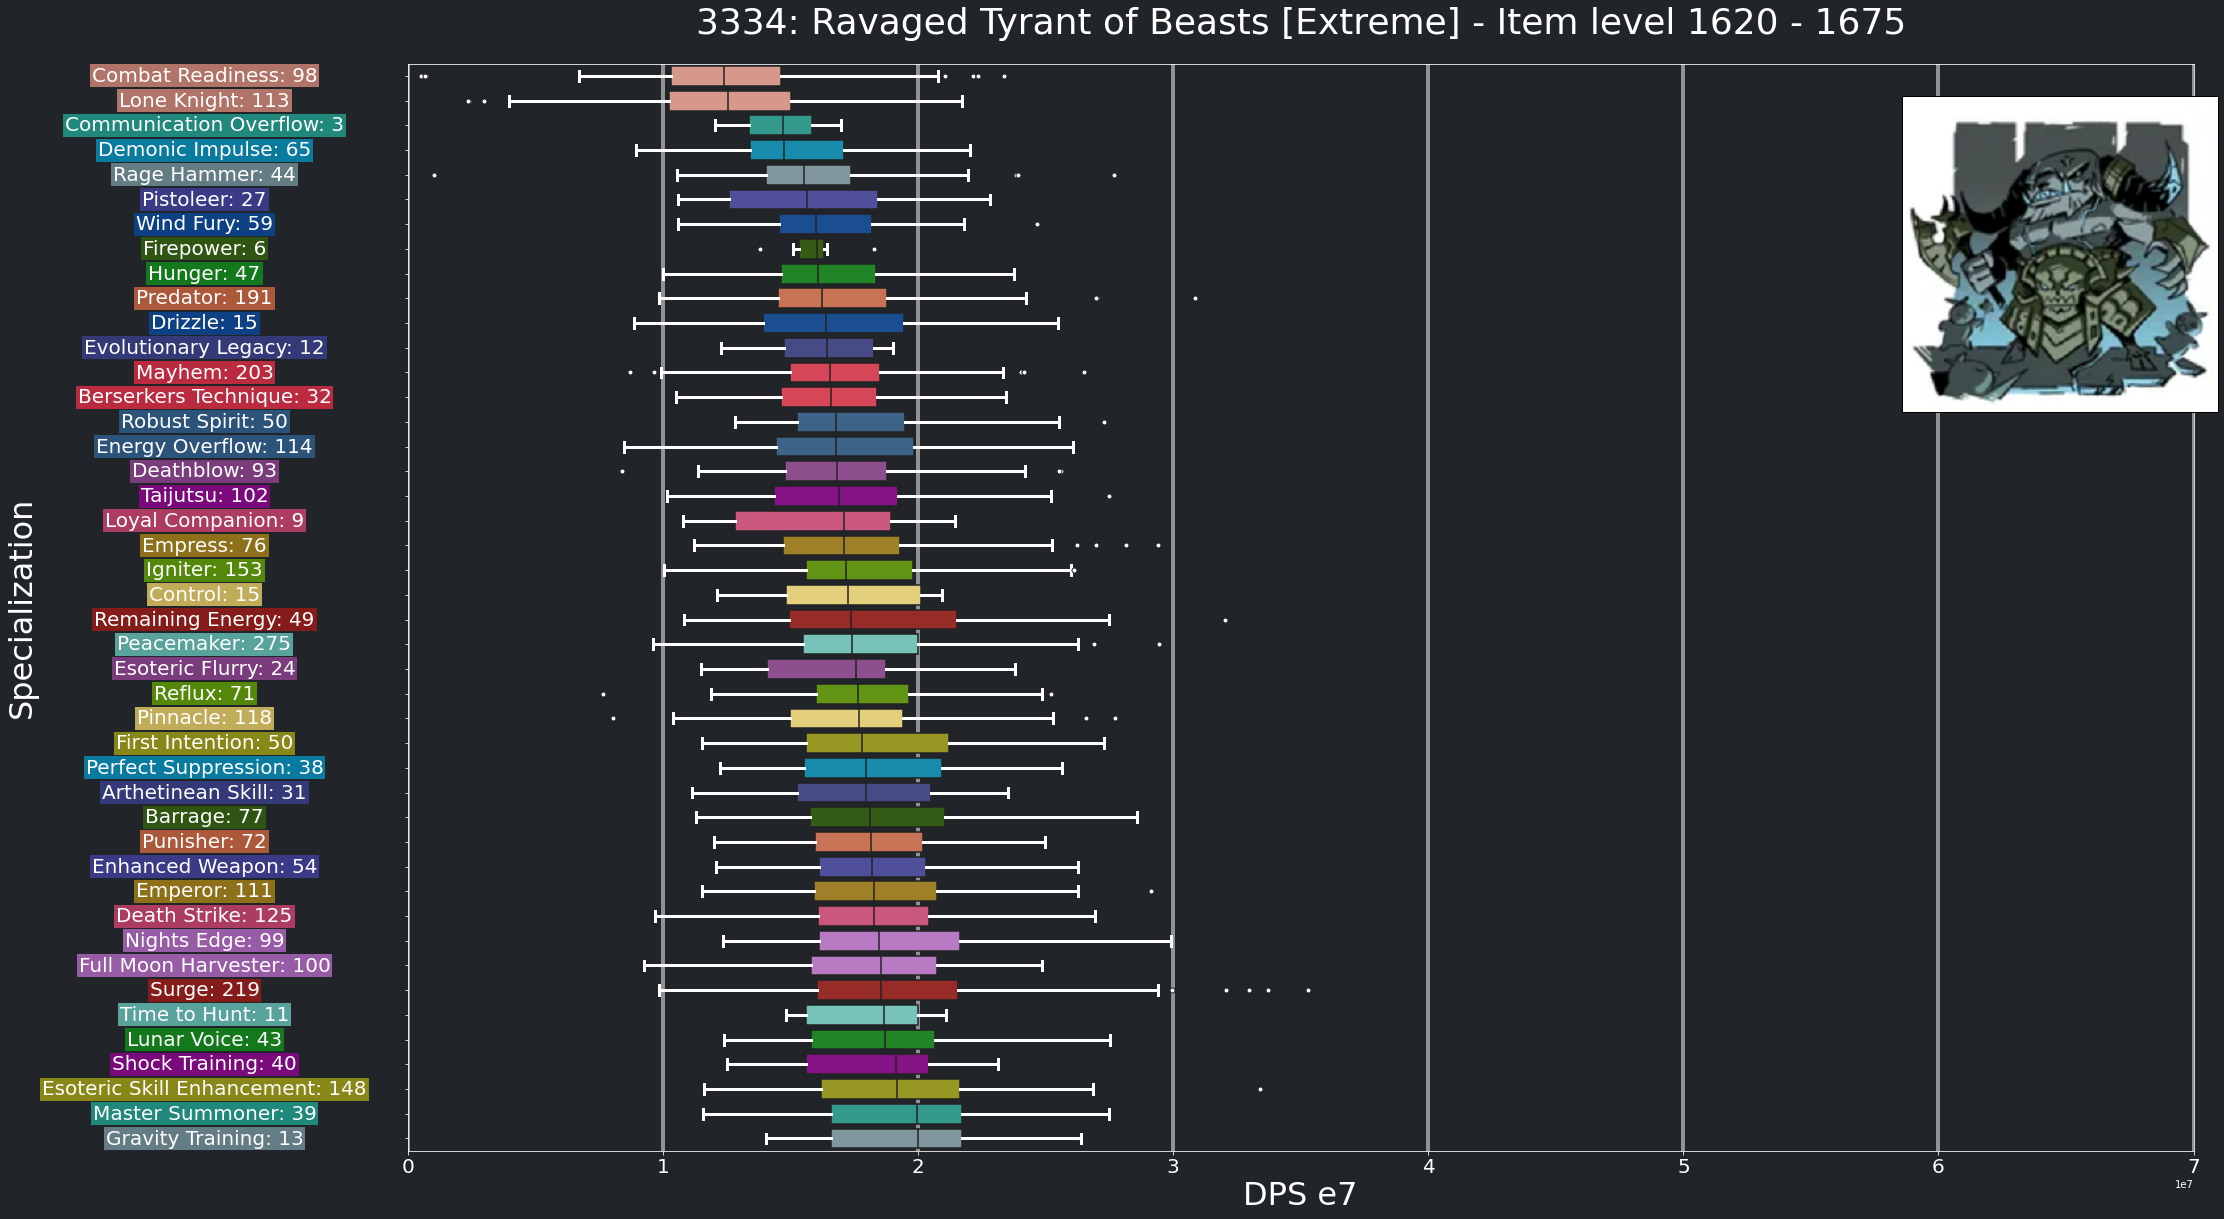 3334: Ravaged Tyrant of Beasts [Extreme] - Item level 1620 - 1675
Combat Readiness: 98
Lone Knight: 113
Communication Overflow: 3
Demonic Impulse: 65
Rage Hammer: 44
Pistoleer: 27
Wind Fury: 59
Firepower: 6
Hunger: 47
Predator: 191
Drizzle: 15
Evolutionary Legacy: 12
Mayhem: 203
Berserkers Technique: 32
Robust Spirit: 50
Energy Overflow: 114
Deathblow: 93
Taijutsu: 102
Loyal Companion: 9
Empress: 76
Igniter: 153
Control: 15
Remaining Energy: 49
Peacemaker: 275
Esoteric Flurry: 24
Reflux: 71
Pinnacle: 118
First Intention: 50
Perfect Suppression: 38
Arthetinean Skill: 31
Barrage: 77
Punisher: 72
Enhanced Weapon: 54
Emperor: 111
Death Strike: 125
Nights Edge: 99
Full Moon Harvester: 100
Surge: 219
Time to Hunt: 11
Lunar Voice: 43
Shock Training: 40
Esoteric Skill Enhancement: 148
Master Summoner: 39
Gravity Training: 13
Specialization
0 1 2 3 4 5 6 7
1e7
DPS e7